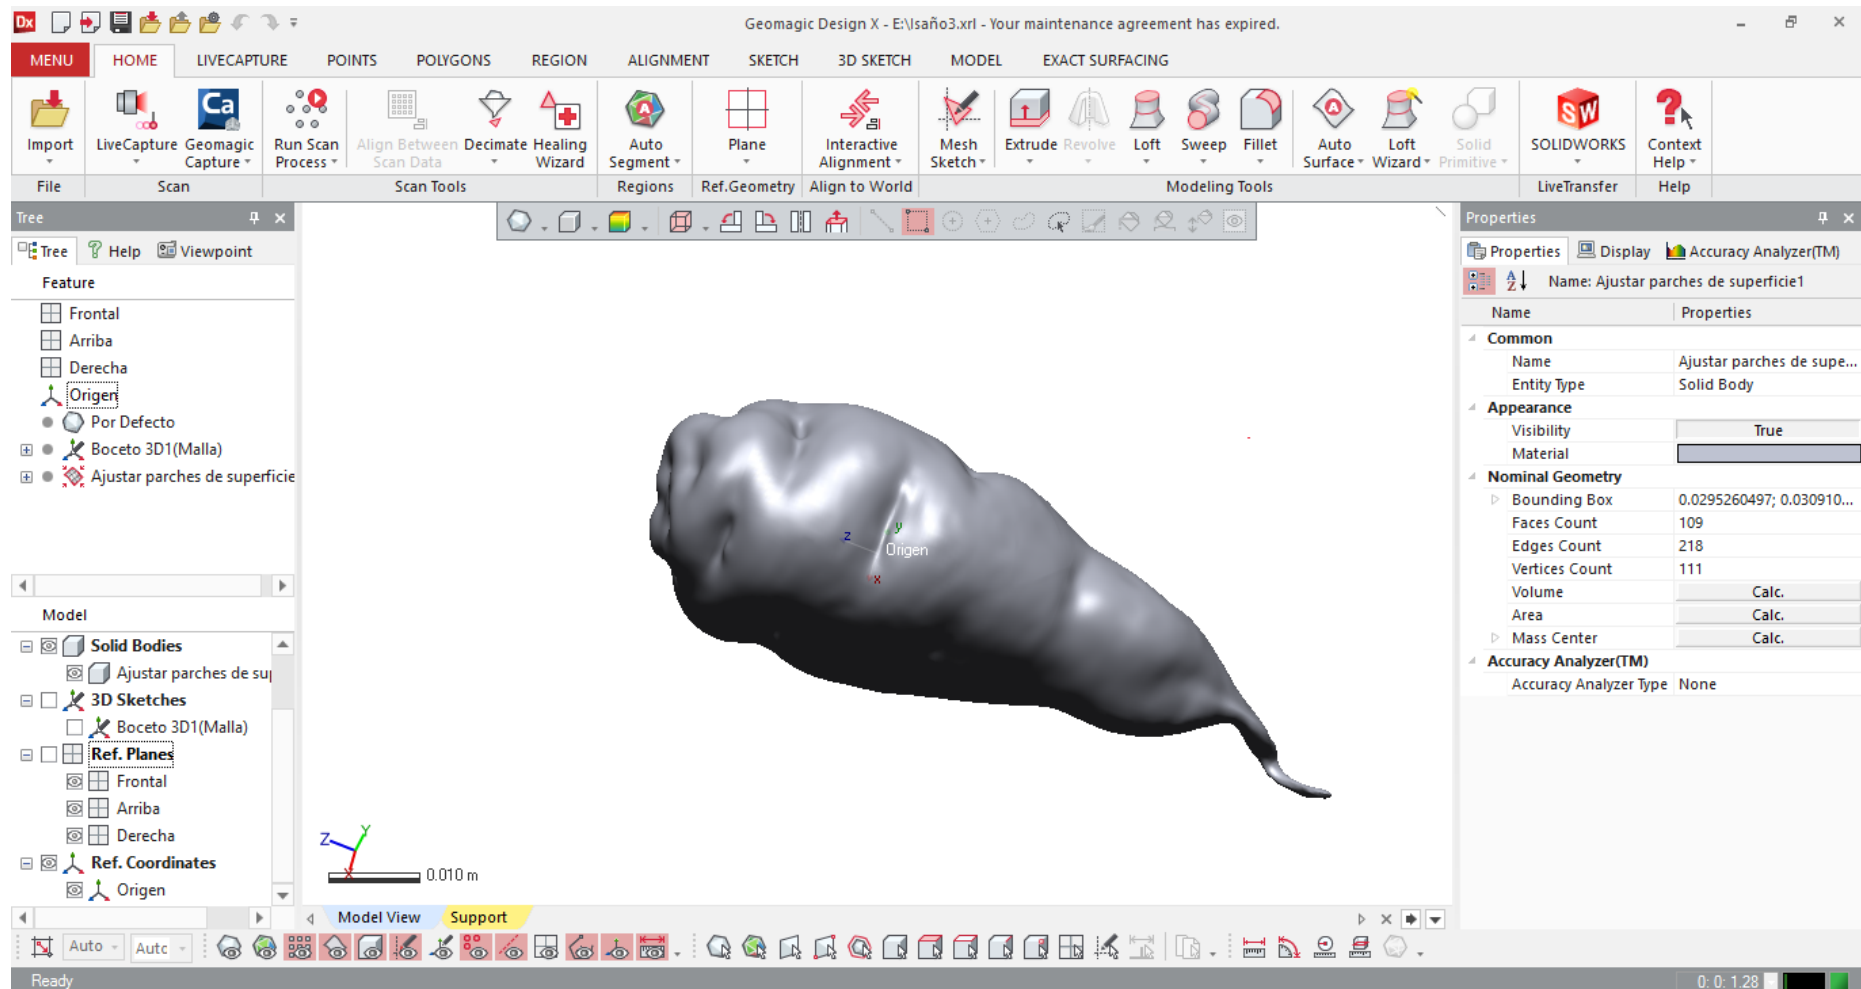 Dx
Geomagic Design X - E:\Isaño3.xrl - Your maintenance agreement has expired.
MENU HOME LIVECAPTURE POINTS POLYGONS REGION ALIGNMENT SKETCH 3D SKETCH MODEL EXACT SURFACING
Ca
SW
Import LiveCapture Geomagic Capture Run Scan Process Align Between Scan Data Decimate Healing Wizard Auto Segment Plane Interactive Alignment Mesh Sketch Extrude Revolve Loft Sweep Fillet Auto Surface Loft Wizard Solid Primitive SOLIDWORKS Context Help
File Scan Scan Tools Regions Ref.Geometry Align to World Modeling Tools LiveTransfer Help
Tree
Tree Help Viewpoint
Feature
Frontal
Arriba
Derecha
Origen
Por Defecto
Boceto 3D1(Malla)
Ajustar parches de superficie
Model
Solid Bodies
Ajustar parches de su
3D Sketches
Boceto 3D1(Malla)
Ref. Planes
Frontal
Arriba
Derecha
Ref. Coordinates
Origen
z
y
Origen
x
Z
Y
X
0.010 m
Model View Support
Properties
Properties Display Accuracy Analyzer(TM)
Name: Ajustar parches de superficie1
Name Properties
Common
Name Ajustar parches de supe...
Entity Type Solid Body
Appearance
Visibility True
Material
Nominal Geometry
Bounding Box 0.0295260497; 0.030910...
Faces Count 109
Edges Count 218
Vertices Count 111
Volume Calc.
Area Calc.
Mass Center Calc.
Accuracy Analyzer(TM)
Accuracy Analyzer Type None
Auto Autc
Ready
0: 0: 1.28